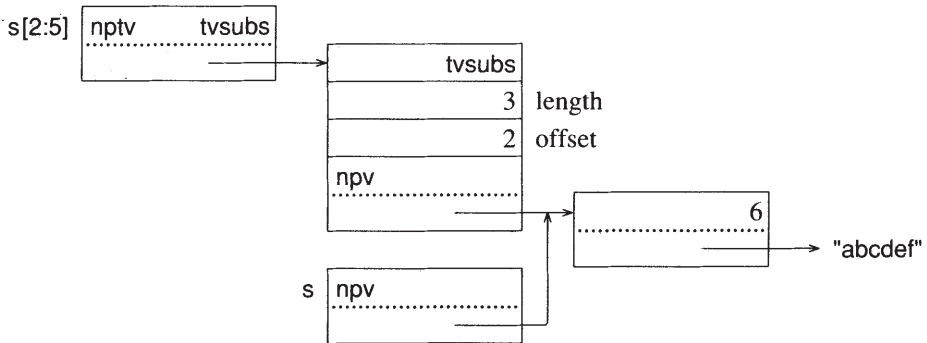 s[2:5] nptv tvsubs
tvsubs
3 length
2 offset
npv
6
"abcdef"
s npv